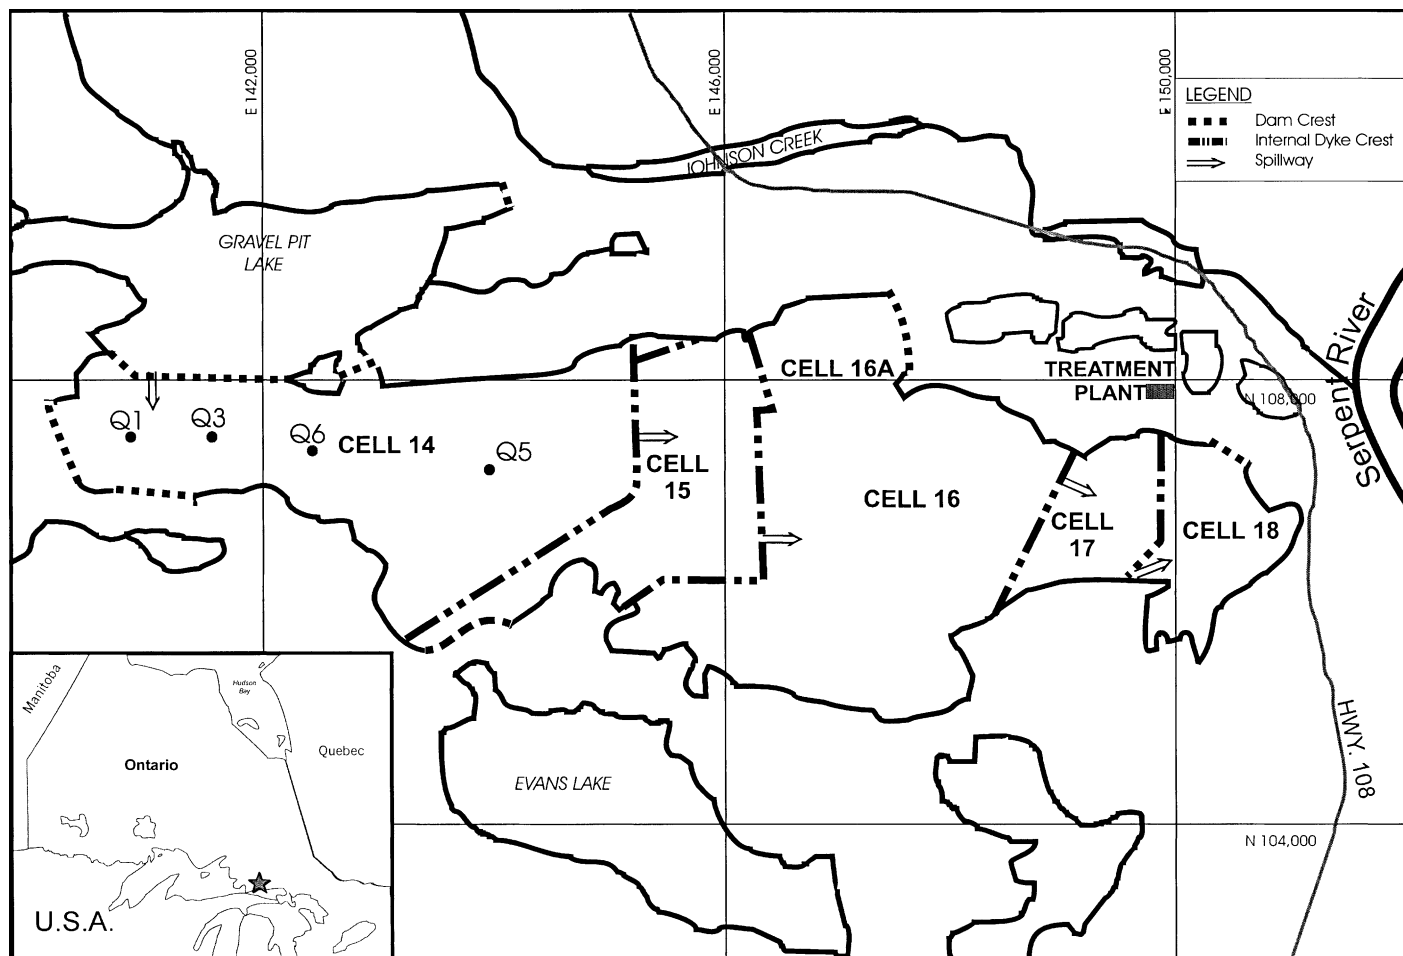 E 142,000
E 146,000
E 150,000
LEGEND
Dam Crest
Internal Dyke Crest
Spillway
JOHNSON CREEK
GRAVEL PIT
LAKE
CELL 16A
TREATMENT
PLANT
N 108,000
Serpent River
Q1
Q3
Q6
CELL 14
Q5
CELL
15
CELL 16
CELL
17
CELL 18
Manitoba
Hudson
Bay
Quebec
Ontario
U.S.A.
EVANS LAKE
HWY. 108
N 104,000